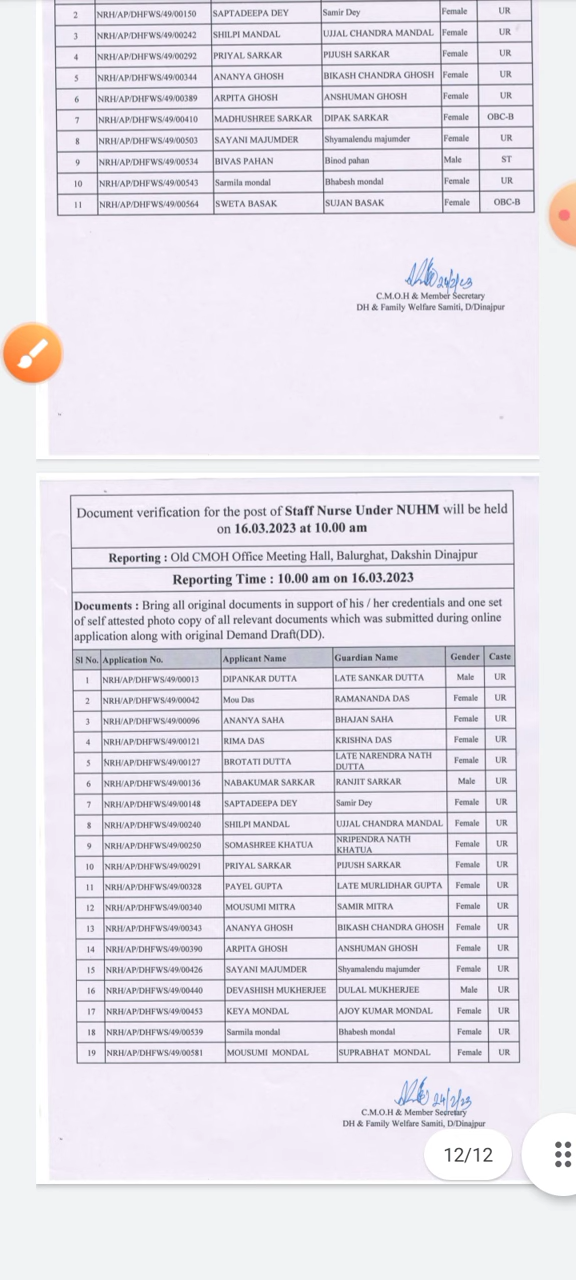 2 NRH/AP/DHFWS/49/00150 SAPTADEEPA DEY Samir Dey Female UR
3 NRH/AP/DHFWS/49/00242 SHILPI MANDAL UJJAL CHANDRA MANDAL Female UR
4 NRH/AP/DHFWS/49/00292 PRIYAL SARKAR PIJUSH SARKAR Female UR
5 NRH/AP/DHFWS/49/00344 ANANYA GHOSH BIKASH CHANDRA GHOSH Female UR
6 NRH/AP/DHFWS/49/00389 ARPITA GHOSH ANSHUMAN GHOSH Female UR
7 NRH/AP/DHFWS/49/00410 MADHUSHREE SARKAR DIPAK SARKAR Female OBC-B
8 NRH/AP/DHFWS/49/00503 SAYANI MAJUMDER Shyamalendu majumder Female UR
9 NRH/AP/DHFWS/49/00534 BIVAS PAHAN Binod pahan Male ST
10 NRH/AP/DHFWS/49/00543 Sarmila mondal Bhabesh mondal Female UR
11 NRH/AP/DHFWS/49/00564 SWETA BASAK SUJAN BASAK Female OBC-B
24/2/23
C.M.O.H & Member Secretary
DH & Family Welfare Samiti, D/Dinajpur
Document verification for the post of Staff Nurse Under NUHM will be held
on 16.03.2023 at 10.00 am
Reporting : Old CMOH Office Meeting Hall, Balurghat, Dakshin Dinajpur
Reporting Time : 10.00 am on 16.03.2023
Documents : Bring all original documents in support of his / her credentials and one set
of self attested photo copy of all relevant documents which was submitted during online
application along with original Demand Draft(DD).
Sl No. Application No. Applicant Name Guardian Name Gender Caste
1 NRH/AP/DHFWS/49/00013 DIPANKAR DUTTA LATE SANKAR DUTTA Male UR
2 NRH/AP/DHFWS/49/00042 Mou Das RAMANANDA DAS Female UR
3 NRH/AP/DHFWS/49/00096 ANANYA SAHA BHAJAN SAHA Female UR
4 NRH/AP/DHFWS/49/00121 RIMA DAS KRISHNA DAS Female UR
5 NRH/AP/DHFWS/49/00127 BROTATI DUTTA LATE NARENDRA NATH DUTTA Female UR
6 NRH/AP/DHFWS/49/00136 NABAKUMAR SARKAR RANJIT SARKAR Male UR
7 NRH/AP/DHFWS/49/00148 SAPTADEEPA DEY Samir Dey Female UR
8 NRH/AP/DHFWS/49/00240 SHILPI MANDAL UJJAL CHANDRA MANDAL Female UR
9 NRH/AP/DHFWS/49/00250 SOMASHREE KHATUA NRIPENDRA NATH KHATUA Female UR
10 NRH/AP/DHFWS/49/00291 PRIYAL SARKAR PIJUSH SARKAR Female UR
11 NRH/AP/DHFWS/49/00328 PAYEL GUPTA LATE MURLIDHAR GUPTA Female UR
12 NRH/AP/DHFWS/49/00340 MOUSUMI MITRA SAMIR MITRA Female UR
13 NRH/AP/DHFWS/49/00343 ANANYA GHOSH BIKASH CHANDRA GHOSH Female UR
14 NRH/AP/DHFWS/49/00390 ARPITA GHOSH ANSHUMAN GHOSH Female UR
15 NRH/AP/DHFWS/49/00426 SAYANI MAJUMDER Shyamalendu majumder Female UR
16 NRH/AP/DHFWS/49/00440 DEVASHISH MUKHERJEE DULAL MUKHERJEE Male UR
17 NRH/AP/DHFWS/49/00453 KEYA MONDAL AJOY KUMAR MONDAL Female UR
18 NRH/AP/DHFWS/49/00539 Sarmila mondal Bhabesh mondal Female UR
19 NRH/AP/DHFWS/49/00581 MOUSUMI MONDAL SUPRABHAT MONDAL Female UR
24/2/23
C.M.O.H & Member Secretary
DH & Family Welfare Samiti, D/Dinajpur
12/12